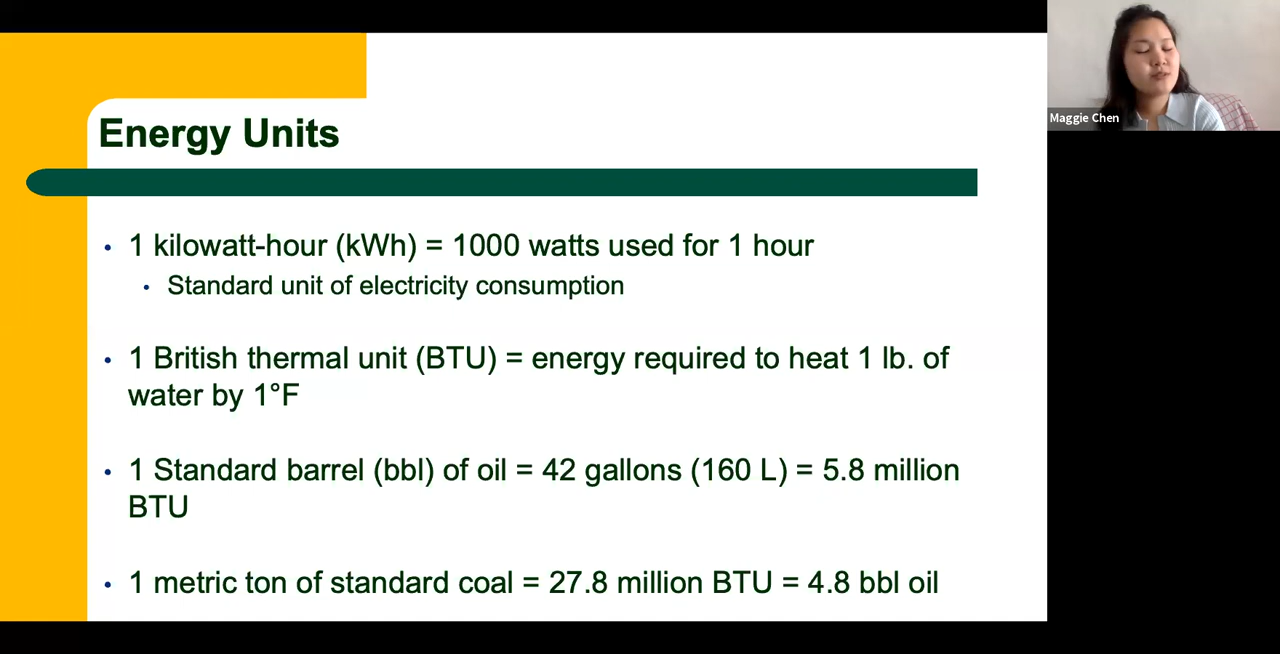 Energy Units
• 1 kilowatt-hour (kWh) = 1000 watts used for 1 hour
• Standard unit of electricity consumption
• 1 British thermal unit (BTU) = energy required to heat 1 lb. of
water by 1°F
• 1 Standard barrel (bbl) of oil = 42 gallons (160 L) = 5.8 million
BTU
• 1 metric ton of standard coal = 27.8 million BTU = 4.8 bbl oil
Maggie Chen